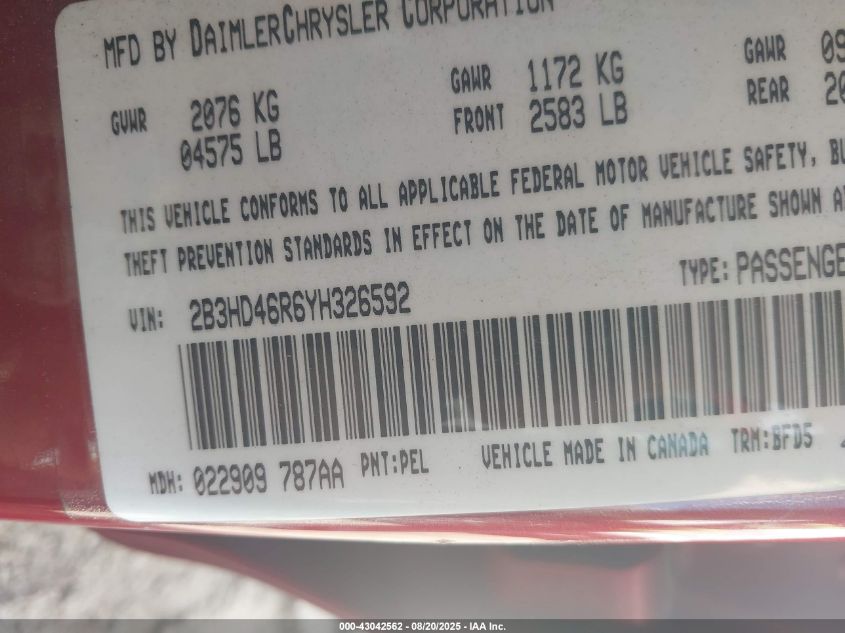 MFD BY DAIMLERCHRYSLER CORPORATION
GVWR 2076 KG GAWR 1172 KG GAWR 09
04575 LB FRONT 2583 LB REAR 20
THIS VEHICLE CONFORMS TO ALL APPLICABLE FEDERAL MOTOR VEHICLE SAFETY, BU
THEFT PREVENTION STANDARDS IN EFFECT ON THE DATE OF MANUFACTURE SHOWN A
VIN: 2B3HD46R6YH326592 TYPE: PASSENGE
MDH: 022909 787AA PNT:PEL VEHICLE MADE IN CANADA TRM:BFD5
000-43042562 - 08/20/2025 - IAA Inc.